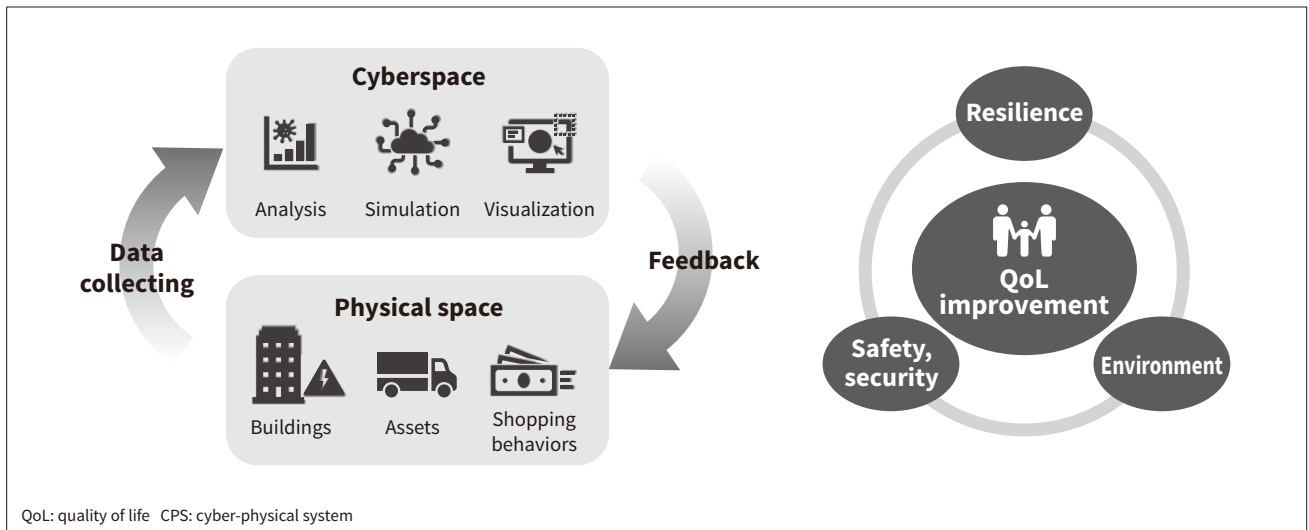 Cyberspace
Analysis
Simulation
Visualization
Data
collecting
Feedback
Physical space
Buildings
Assets
Shopping
behaviors
Resilience
QoL
improvement
Safety,
security
Environment
QoL: quality of life   CPS: cyber-physical system